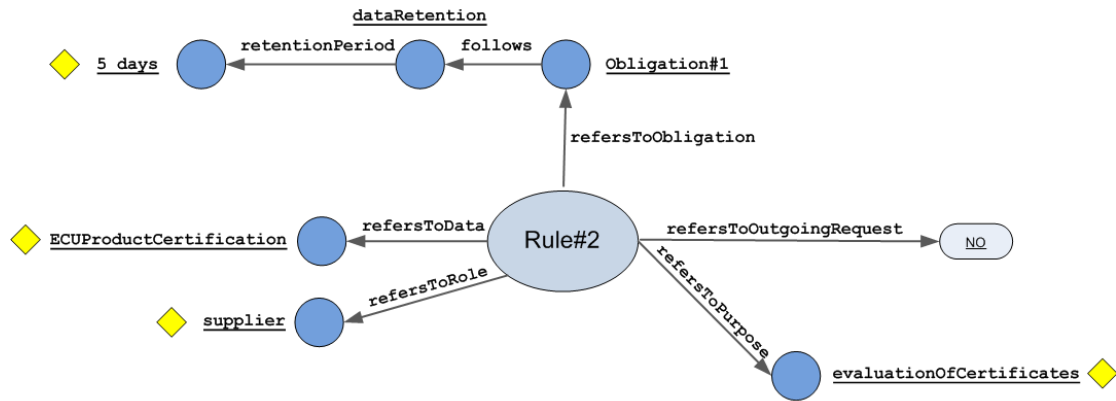 dataRetention
5 days
retentionPeriod
follows
Obligation#1
refersToObligation
ECUProductCertification
refersToData
Rule#2
refersToOutgoingRequest
NO
supplier
refersToRole
refersToPurpose
evaluationOfCertificates